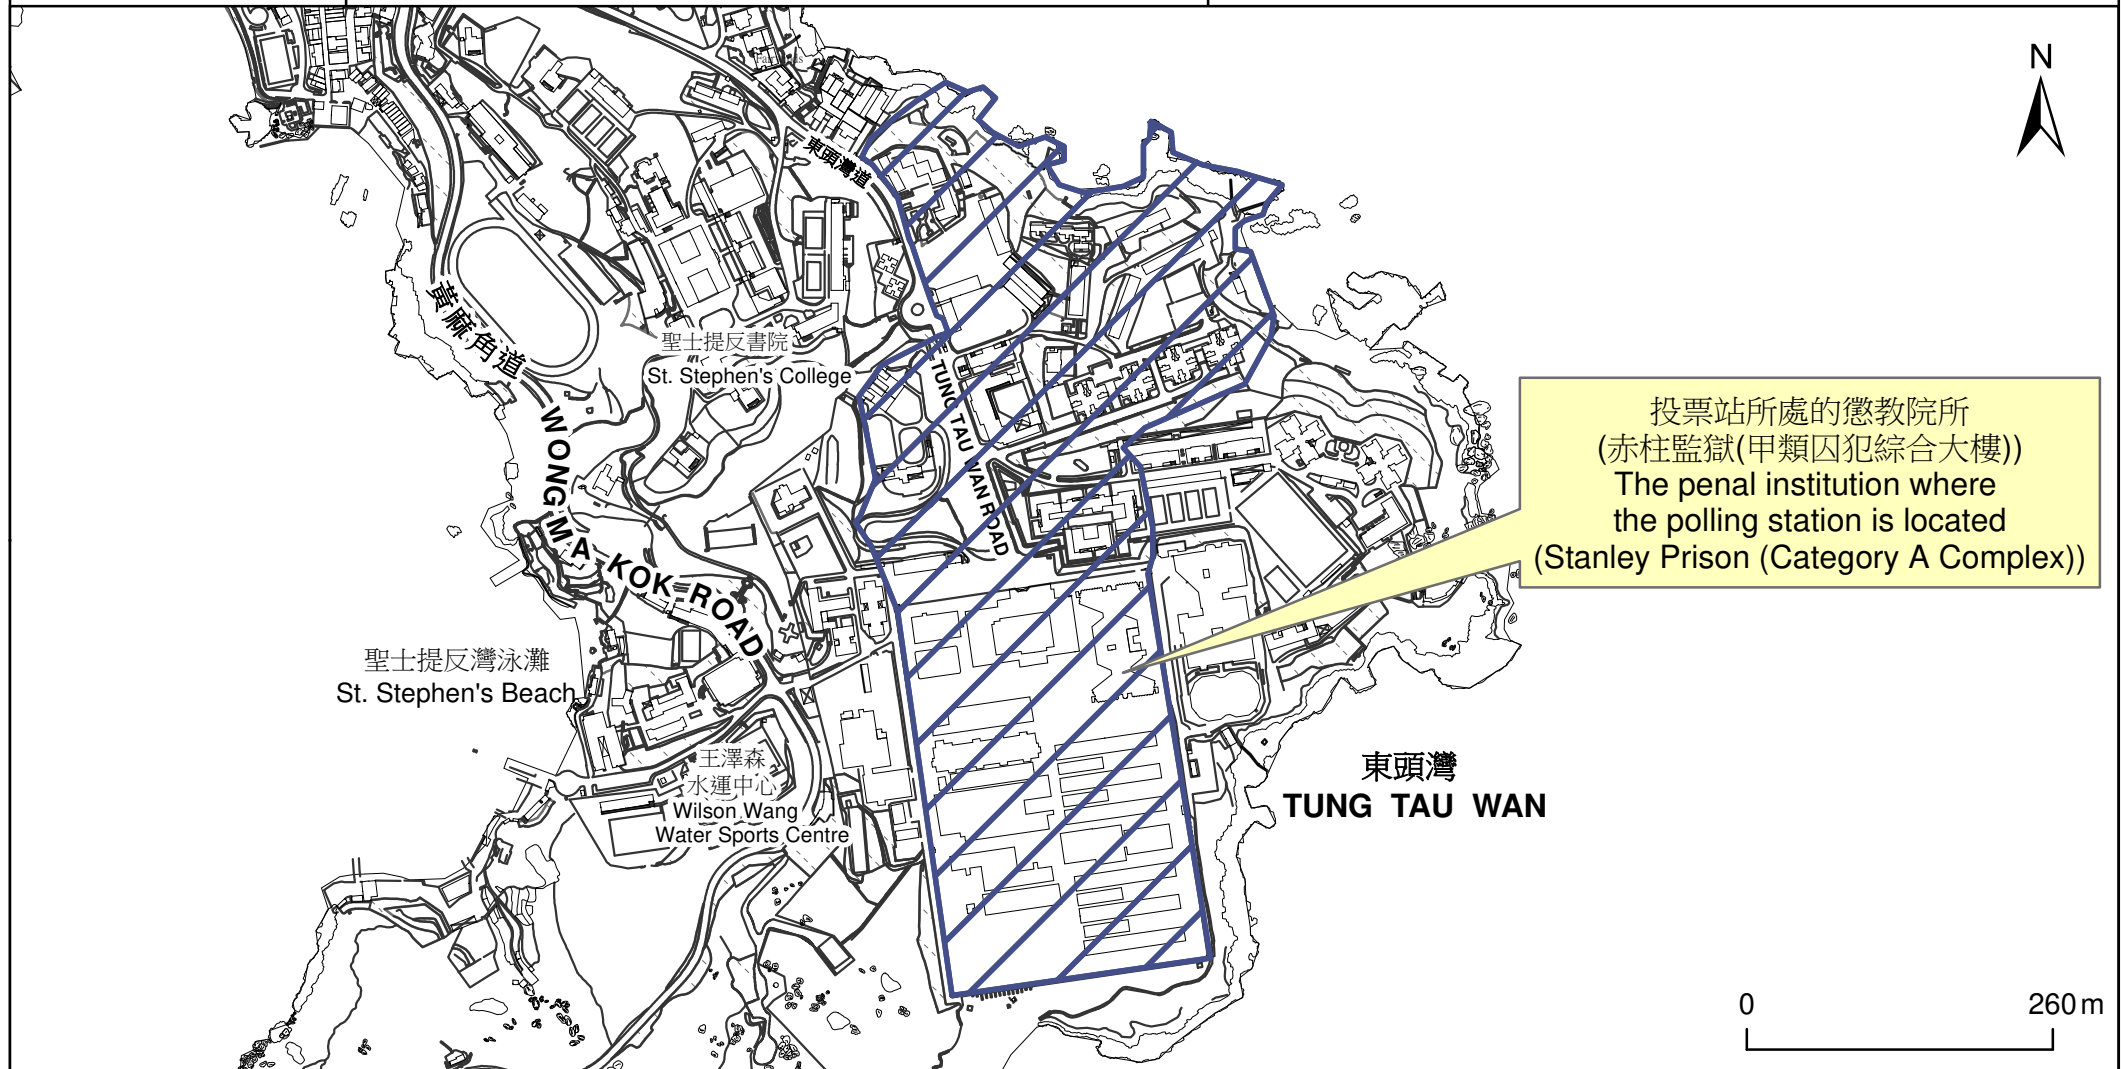 N
東頭灣道
黃麻角道
聖士提反書院
St. Stephen's College
WONG MA KOK ROAD
TUNG TAU WAN ROAD
投票站所處的懲教院所
(赤柱監獄(甲類囚犯綜合大樓))
The penal institution where
the polling station is located
(Stanley Prison (Category A Complex))
聖士提反灣泳灘
St. Stephen's Beach
王澤森
水運中心
Wilson Wang
Water Sports Centre
東頭灣
TUNG TAU WAN
0 260 m